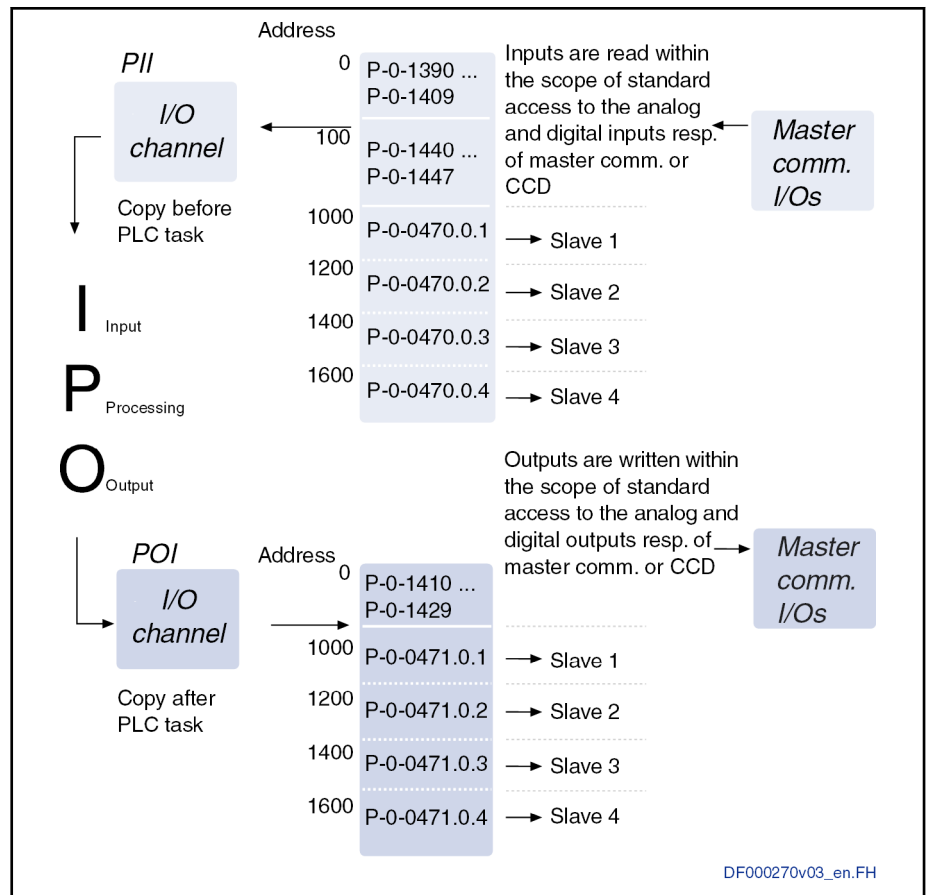 Address
PII
I/O
channel
Copy before
PLC task
0
P-0-1390 ...
P-0-1409
100
P-0-1440 ...
P-0-1447
1000
P-0-0470.0.1
1200
P-0-0470.0.2
1400
P-0-0470.0.3
1600
P-0-0470.0.4
Inputs are read within
the scope of standard
access to the analog
and digital inputs resp.
of master comm. or
CCD
Master
comm.
I/Os
Slave 1
Slave 2
Slave 3
Slave 4
I Input
P Processing
O Output
POI
I/O
channel
Copy after
PLC task
Address
0
P-0-1410 ...
P-0-1429
1000
P-0-0471.0.1
1200
P-0-0471.0.2
1400
P-0-0471.0.3
1600
P-0-0471.0.4
Outputs are written within
the scope of standard
access to the analog and
digital outputs resp. of
master comm. or CCD
Master
comm.
I/Os
Slave 1
Slave 2
Slave 3
Slave 4
DF000270v03_en.FH